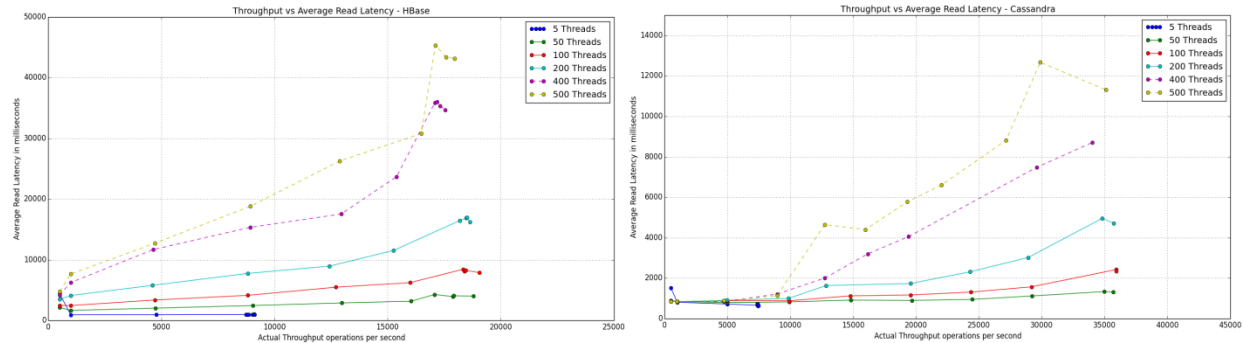 Throughput vs Average Read Latency - HBase
50000
40000
30000
20000
10000
0
Average Read Latency in milliseconds
0 5000 10000 15000 20000 25000
Actual Throughput operations per second
5 Threads
50 Threads
100 Threads
200 Threads
400 Threads
500 Threads
Throughput vs Average Read Latency - Cassandra
14000
12000
10000
8000
6000
4000
2000
0
Average Read Latency in milliseconds
0 5000 10000 15000 20000 25000 30000 35000 40000 45000
Actual Throughput operations per second
5 Threads
50 Threads
100 Threads
200 Threads
400 Threads
500 Threads